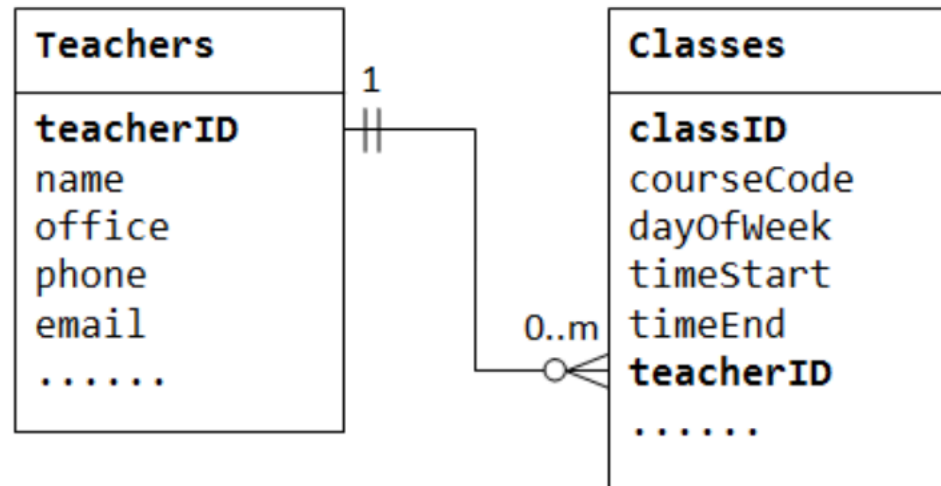 Teachers
teacherID
name
office
phone
email
......
1
0..m
Classes
classID
courseCode
dayOfWeek
timeStart
timeEnd
teacherID
......